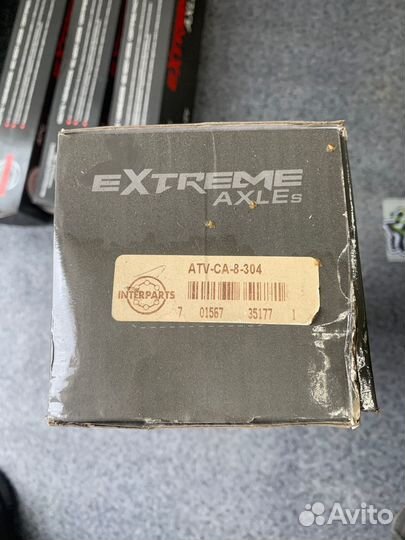 EXTREME
AXLEs
ATV-CA-8-304
INTERPARTS
7 01567 35177 1
Avito